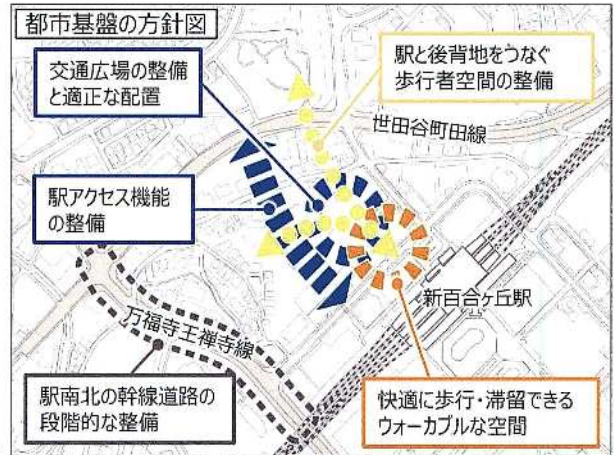 都市基盤の方針図
交通広場の整備
と適正な配置
駅と後背地をつなぐ
歩行者空間の整備
世田谷町田線
駅アクセス機能
の整備
新百合ヶ丘駅
万福寺王禅寺線
駅南北の幹線道路の
段階的な整備
快適に歩行・滞留できる
ウォーカブルな空間